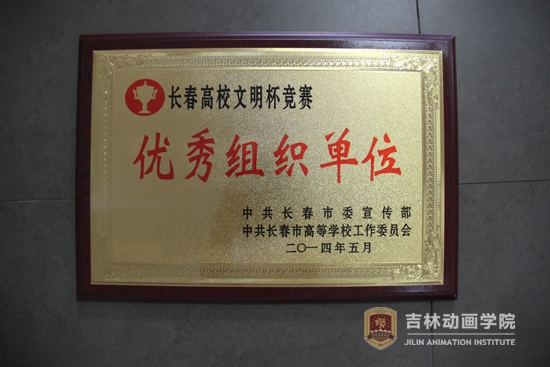 长春高校文明杯竞赛
优秀组织单位
中共长春市委宣传部
中共长春市高等学校工作委员会
二〇一四年五月
吉林动画学院
JILIN ANIMATION INSTITUTE